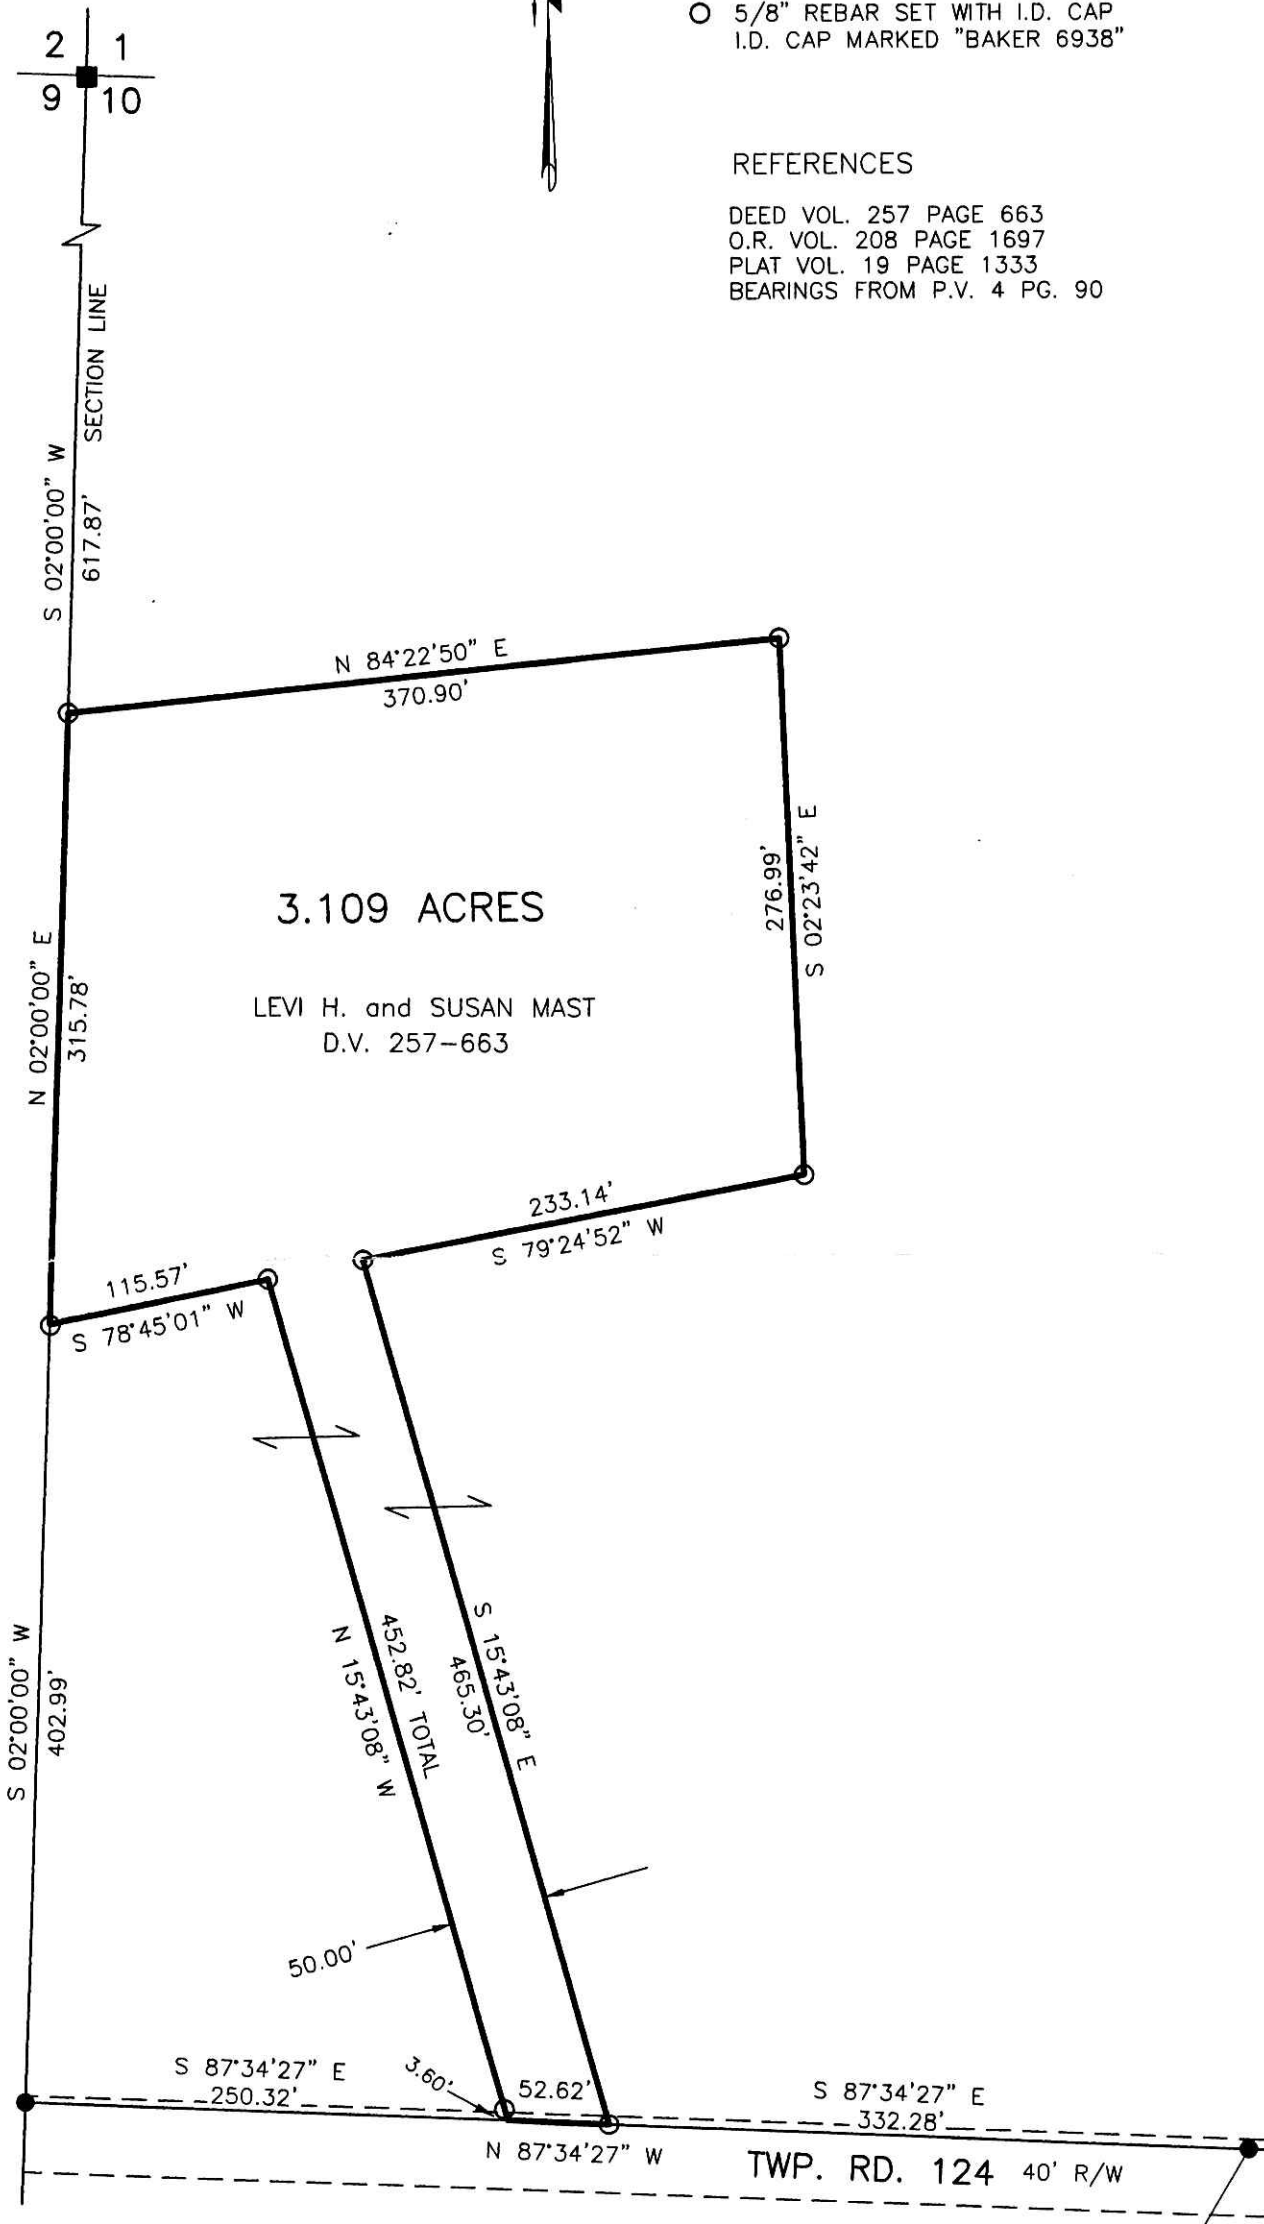 2 1
9 10
5/8" REBAR SET WITH I.D. CAP
I.D. CAP MARKED "BAKER 6938"
REFERENCES
DEED VOL. 257 PAGE 663
O.R. VOL. 208 PAGE 1697
PLAT VOL. 19 PAGE 1333
BEARINGS FROM P.V. 4 PG. 90
SECTION LINE
S 02°00'00" W
617.87'
N 84°22'50" E
370.90'
276.99'
S 02°23'42" E
3.109 ACRES
LEVI H. and SUSAN MAST
D.V. 257-663
N 02°00'00" E
315.78'
233.14'
S 79°24'52" W
115.57'
S 78°45'01" W
S 15°43'08" E
465.30'
452.82' TOTAL
N 15°43'08" W
S 02°00'00" W
402.99'
50.00'
S 87°34'27" E
250.32'
3.60'
52.62'
S 87°34'27" E
332.28'
N 87°34'27" W
TWP. RD. 124 40' R/W